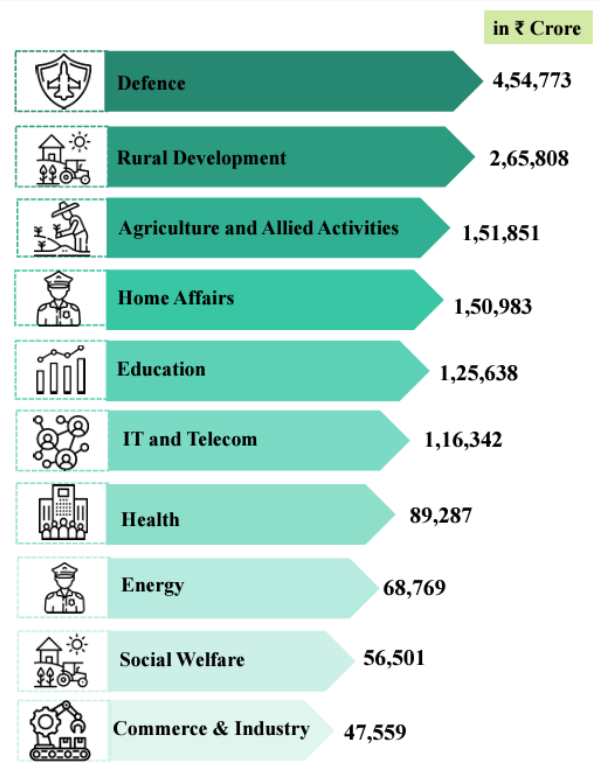 in ₹ Crore
Defence 4,54,773
Rural Development 2,65,808
Agriculture and Allied Activities 1,51,851
Home Affairs 1,50,983
Education 1,25,638
IT and Telecom 1,16,342
Health 89,287
Energy 68,769
Social Welfare 56,501
Commerce & Industry 47,559